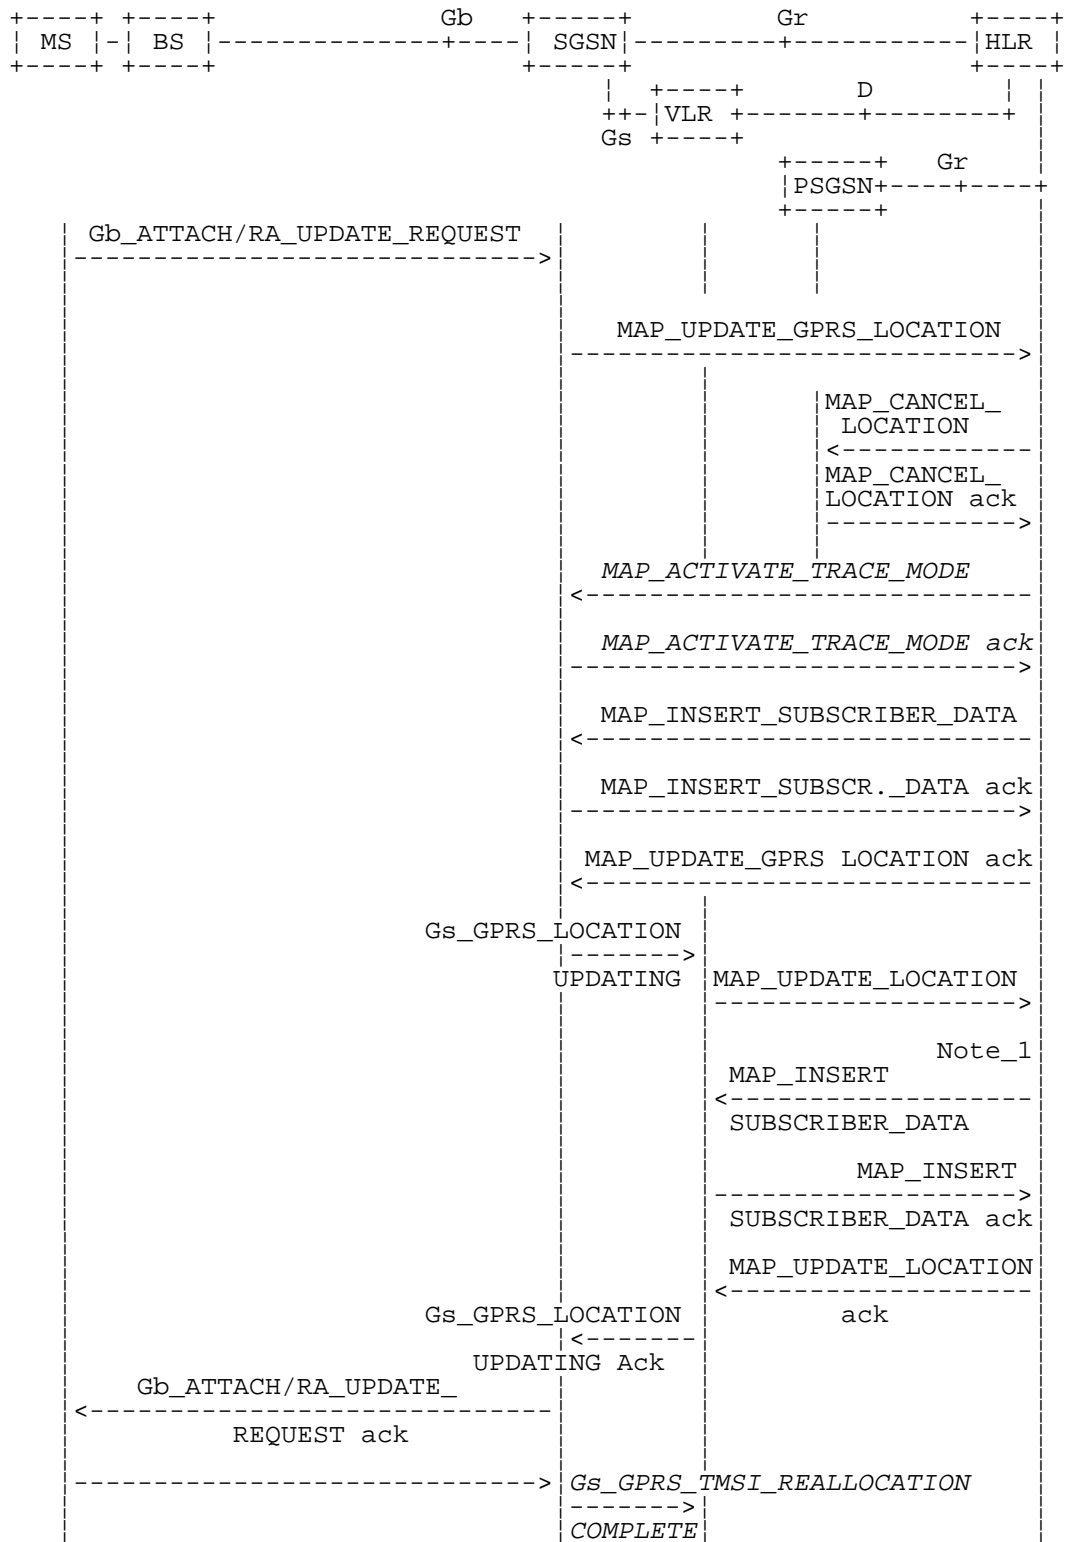 Gb Gr
MS BS SGSN HLR
D
VLR
Gs
Gr
PSGSN
Gb_ATTACH/RA_UPDATE_REQUEST
MAP_UPDATE_GPRS_LOCATION
MAP_CANCEL_
LOCATION
MAP_CANCEL_
LOCATION ack
MAP_ACTIVATE_TRACE_MODE
MAP_ACTIVATE_TRACE_MODE ack
MAP_INSERT_SUBSCRIBER_DATA
MAP_INSERT_SUBSCR._DATA ack
MAP_UPDATE_GPRS LOCATION ack
Gs_GPRS_LOCATION
UPDATING MAP_UPDATE_LOCATION
Note_1
MAP_INSERT
SUBSCRIBER_DATA
MAP_INSERT
SUBSCRIBER_DATA ack
MAP_UPDATE_LOCATION
Gs_GPRS_LOCATION ack
UPDATING Ack
Gb_ATTACH/RA_UPDATE_
REQUEST ack
Gs_GPRS_TMSI_REALLOCATION
COMPLETE